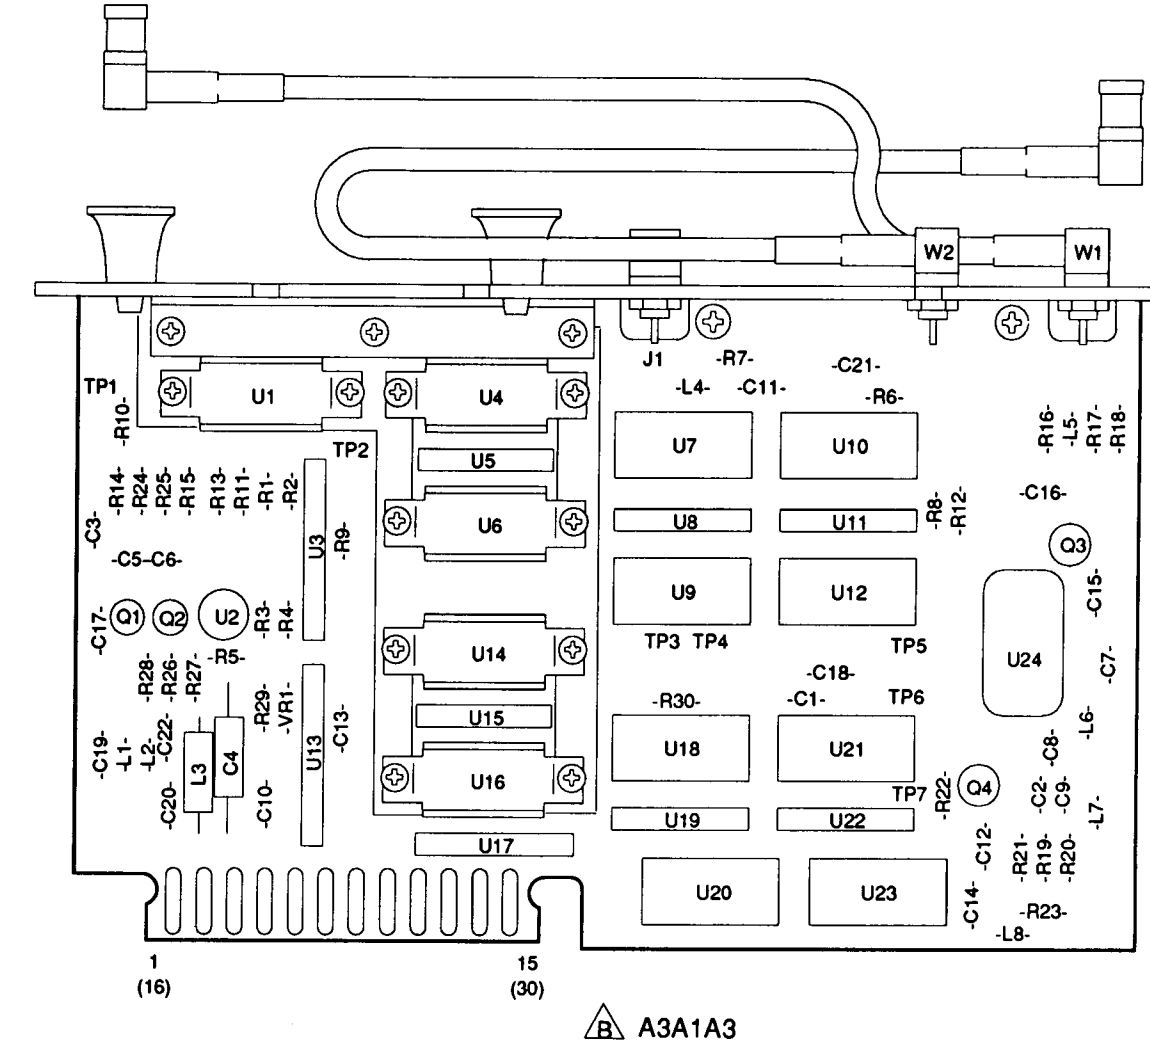 W2
W1
J1
-R7-
-C21-
-L4-
-C11-
-R6-
TP1
U1
U4
-R10-
U7
U10
-R16-
-L5-
-R17-
-R18-
TP2
U5
-R14-
-R24-
-R25-
-R15-
-R13-
-R11-
-R1-
-R2-
-C16-
-C3-
U3
-R9-
U6
U8
U11
-R8-
-R12-
Q3
-C5-C6-
U9
U12
-C15-
-C17-
Q1
Q2
U2
-R3-
-R4-
TP3 TP4
TP5
U14
U24
-R5-
-R28-
-R26-
-R27-
-C18-
-C7-
-R29-
-VR1-
-R30-
-C1-
TP6
U15
U13
-C13-
-L6-
-C19-
-L1-
-L2-
-C22-
L3
C4
U18
U21
-C8-
U16
-C20-
-C10-
TP7
-R22-
Q4
-C2-
-C9-
-L7-
U19
U22
U17
-C12-
-R21-
-R19-
-R20-
U20
U23
-C14-
-R23-
-L8-
1
15
(16)
(30)
B A3A1A3